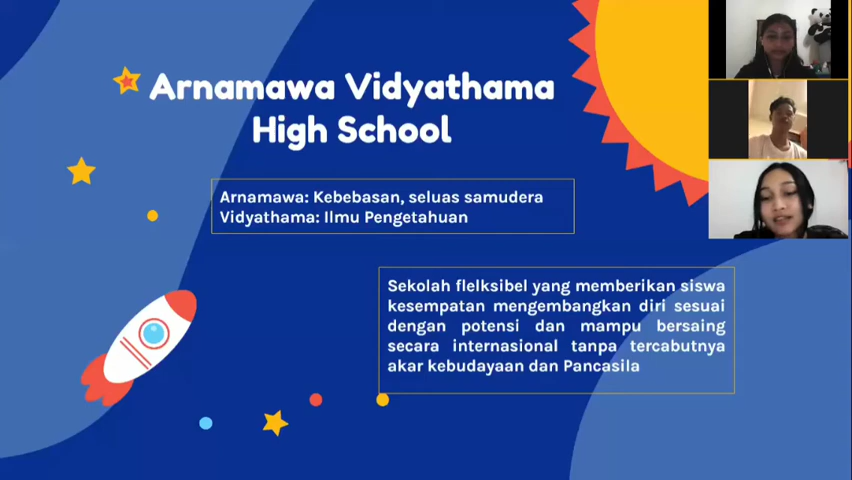 Arnamawa Vidyathama
High School
Arnamawa: Kebebasan, seluas samudera
Vidyathama: Ilmu Pengetahuan
Sekolah flelksibel yang memberikan siswa
kesempatan mengembangkan diri sesuai
dengan potensi dan mampu bersaing
secara internasional tanpa tercabutnya
akar kebudayaan dan Pancasila